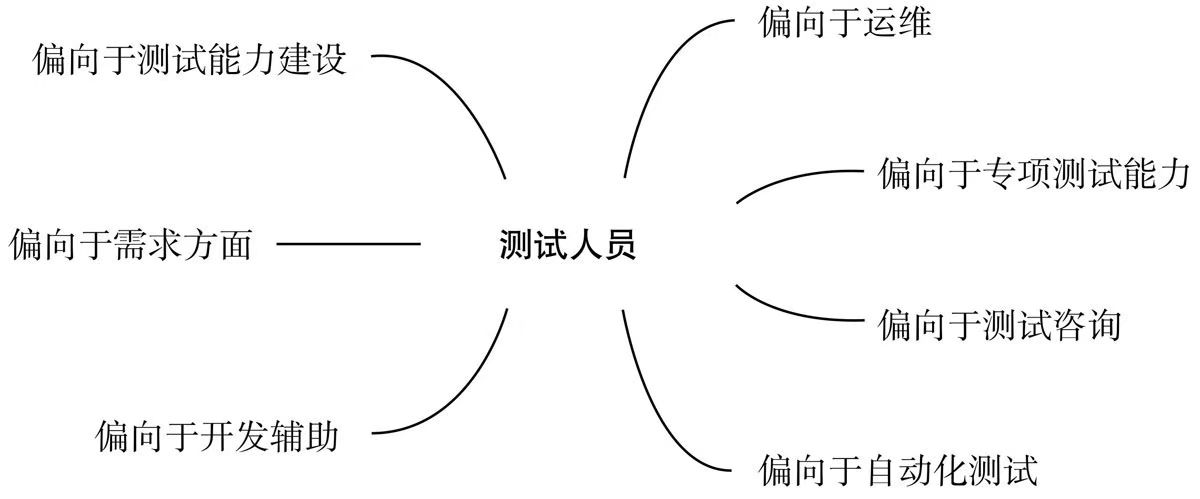 偏向于运维
偏向于测试能力建设
偏向于专项测试能力
偏向于需求方面
测试人员
偏向于测试咨询
偏向于开发辅助
偏向于自动化测试